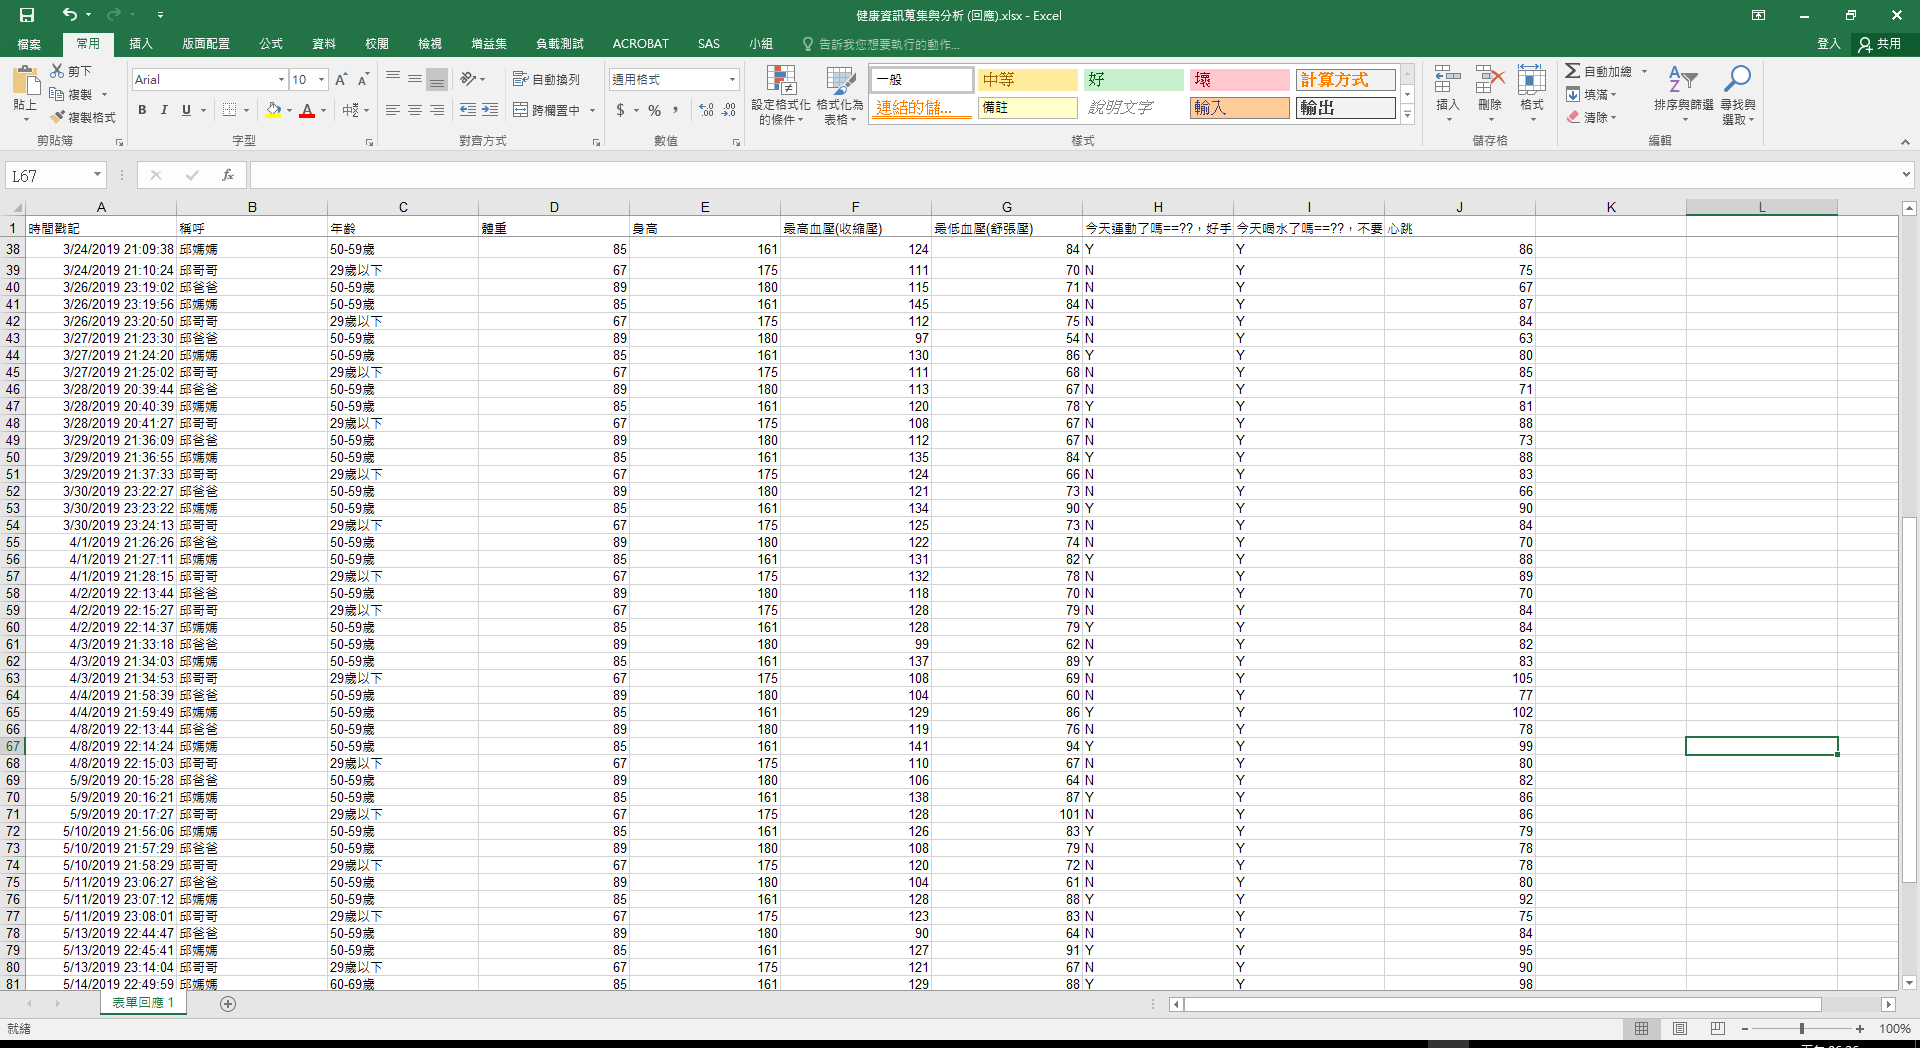 健康資訊蒐集與分析 (回應).xlsx - Excel
檔案 常用 插入 版面配置 公式 資料 校閱 檢視 增益集 負載測試 ACROBAT SAS 小組 告訴我您想要執行的動作... 登入 共用
貼上 剪下 複製 複製格式 剪貼簿
Arial 10 B I U 字型
自動換列 跨欄置中 對齊方式
通用格式 $ % 數值
設定格式化的條件 格式化為表格
一般 中等 好 壞 計算方式
連結的儲... 備註 說明文字 輸入 輸出
樣式
插入 刪除 格式 儲存格
自動加總 填滿 清除 排序與篩選 尋找與選取 編輯
L67 fx
A B C D E F G H I J K L
1 時間戳記 稱呼 年齡 體重 身高 最高血壓(收縮壓) 最低血壓(舒張壓) 今天運動了嗎==??，好手 今天喝水了嗎==??，不要 心跳
38 3/24/2019 21:09:38 邱媽媽 50-59歲 85 161 124 84 Y Y 86
39 3/24/2019 21:10:24 邱哥哥 29歲以下 67 175 111 70 N Y 75
40 3/26/2019 23:19:02 邱爸爸 50-59歲 89 180 115 71 N Y 67
41 3/26/2019 23:19:56 邱媽媽 50-59歲 85 161 145 84 N Y 87
42 3/26/2019 23:20:50 邱哥哥 29歲以下 67 175 112 75 N Y 84
43 3/27/2019 21:23:30 邱爸爸 50-59歲 89 180 97 54 N Y 63
44 3/27/2019 21:24:20 邱媽媽 50-59歲 85 161 130 86 Y Y 80
45 3/27/2019 21:25:02 邱哥哥 29歲以下 67 175 111 68 N Y 85
46 3/28/2019 20:39:44 邱爸爸 50-59歲 89 180 113 67 N Y 71
47 3/28/2019 20:40:39 邱媽媽 50-59歲 85 161 120 78 Y Y 81
48 3/28/2019 20:41:27 邱哥哥 29歲以下 67 175 108 67 N Y 88
49 3/29/2019 21:36:09 邱爸爸 50-59歲 89 180 112 67 N Y 73
50 3/29/2019 21:36:55 邱媽媽 50-59歲 85 161 135 84 Y Y 88
51 3/29/2019 21:37:33 邱哥哥 29歲以下 67 175 124 66 N Y 83
52 3/30/2019 23:22:27 邱爸爸 50-59歲 89 180 121 73 N Y 66
53 3/30/2019 23:23:22 邱媽媽 50-59歲 85 161 134 90 Y Y 90
54 3/30/2019 23:24:13 邱哥哥 29歲以下 67 175 125 73 N Y 84
55 4/1/2019 21:26:26 邱爸爸 50-59歲 89 180 122 74 N Y 70
56 4/1/2019 21:27:11 邱媽媽 50-59歲 85 161 131 82 Y Y 88
57 4/1/2019 21:28:15 邱哥哥 29歲以下 67 175 132 78 N Y 89
58 4/2/2019 22:13:44 邱爸爸 50-59歲 89 180 118 70 N Y 70
59 4/2/2019 22:15:27 邱哥哥 29歲以下 67 175 128 79 N Y 84
60 4/2/2019 22:14:37 邱媽媽 50-59歲 85 161 128 79 Y Y 84
61 4/3/2019 21:33:18 邱爸爸 50-59歲 89 180 99 62 N Y 82
62 4/3/2019 21:34:03 邱媽媽 50-59歲 85 161 137 89 Y Y 83
63 4/3/2019 21:34:53 邱哥哥 29歲以下 67 175 108 69 N Y 105
64 4/4/2019 21:58:39 邱爸爸 50-59歲 89 180 104 60 N Y 77
65 4/4/2019 21:59:49 邱媽媽 50-59歲 85 161 129 86 Y Y 102
66 4/8/2019 22:13:44 邱爸爸 50-59歲 89 180 119 76 N Y 78
67 4/8/2019 22:14:24 邱媽媽 50-59歲 85 161 141 94 Y Y 99
68 4/8/2019 22:15:03 邱哥哥 29歲以下 67 175 110 67 N Y 80
69 5/9/2019 20:15:28 邱爸爸 50-59歲 89 180 106 64 N Y 82
70 5/9/2019 20:16:21 邱媽媽 50-59歲 85 161 138 87 Y Y 86
71 5/9/2019 20:17:27 邱哥哥 29歲以下 67 175 128 101 N Y 86
72 5/10/2019 21:56:06 邱媽媽 50-59歲 85 161 126 83 Y Y 79
73 5/10/2019 21:57:29 邱爸爸 50-59歲 89 180 108 79 N Y 78
74 5/10/2019 21:58:29 邱哥哥 29歲以下 67 175 120 72 N Y 78
75 5/11/2019 23:06:27 邱爸爸 50-59歲 89 180 104 61 N Y 80
76 5/11/2019 23:07:12 邱媽媽 50-59歲 85 161 128 88 Y Y 92
77 5/11/2019 23:08:01 邱哥哥 29歲以下 67 175 123 83 N Y 75
78 5/13/2019 22:44:47 邱爸爸 50-59歲 89 180 90 64 N Y 84
79 5/13/2019 22:45:41 邱媽媽 50-59歲 85 161 127 91 Y Y 95
80 5/13/2019 23:14:04 邱哥哥 29歲以下 67 175 121 67 N Y 90
81 5/14/2019 22:49:59 邱媽媽 60-69歲 85 161 129 88 Y Y 98
表單回應 1
就緒 100%